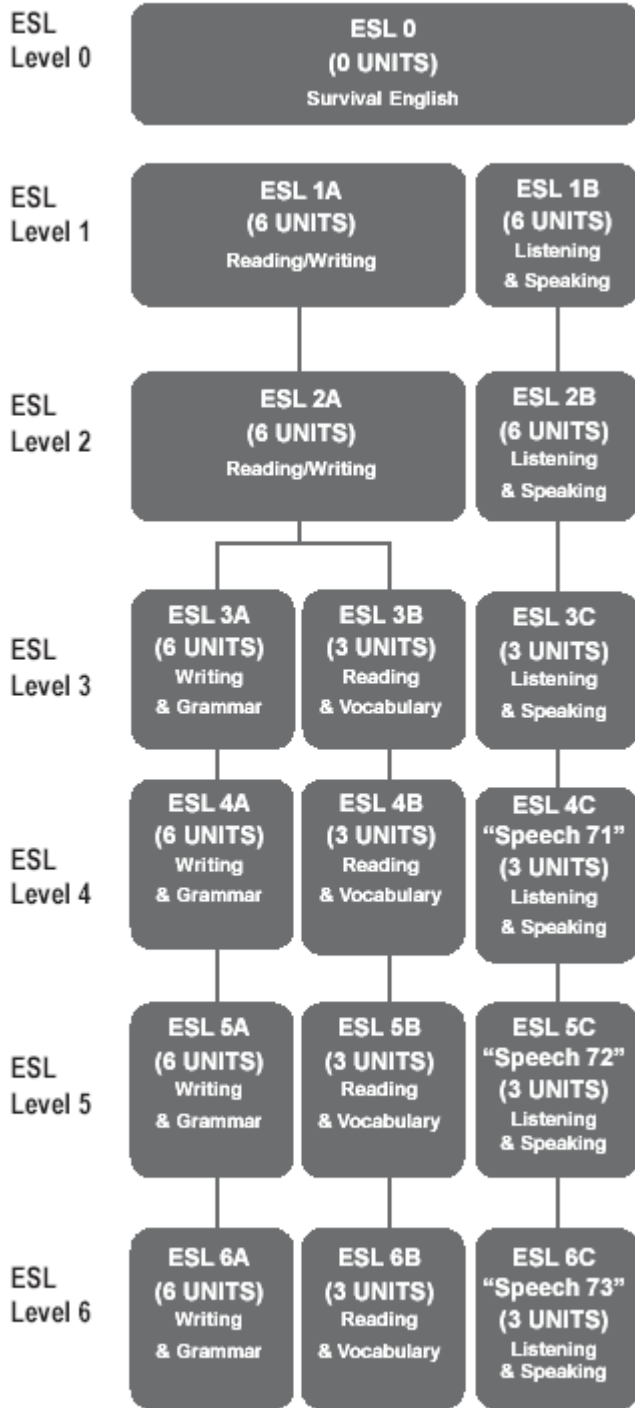 ESL
Level 0
ESL 0
(0 UNITS)
Survival English
ESL
Level 1
ESL 1A
(6 UNITS)
Reading/Writing
ESL 1B
(6 UNITS)
Listening
& Speaking
ESL
Level 2
ESL 2A
(6 UNITS)
Reading/Writing
ESL 2B
(6 UNITS)
Listening
& Speaking
ESL
Level 3
ESL 3A
(6 UNITS)
Writing
& Grammar
ESL 3B
(3 UNITS)
Reading
& Vocabulary
ESL 3C
(3 UNITS)
Listening
& Speaking
ESL
Level 4
ESL 4A
(6 UNITS)
Writing
& Grammar
ESL 4B
(3 UNITS)
Reading
& Vocabulary
ESL 4C
“Speech 71”
(3 UNITS)
Listening
& Speaking
ESL
Level 5
ESL 5A
(6 UNITS)
Writing
& Grammar
ESL 5B
(3 UNITS)
Reading
& Vocabulary
ESL 5C
“Speech 72”
(3 UNITS)
Listening
& Speaking
ESL
Level 6
ESL 6A
(6 UNITS)
Writing
& Grammar
ESL 6B
(3 UNITS)
Reading
& Vocabulary
ESL 6C
“Speech 73”
(3 UNITS)
Listening
& Speaking